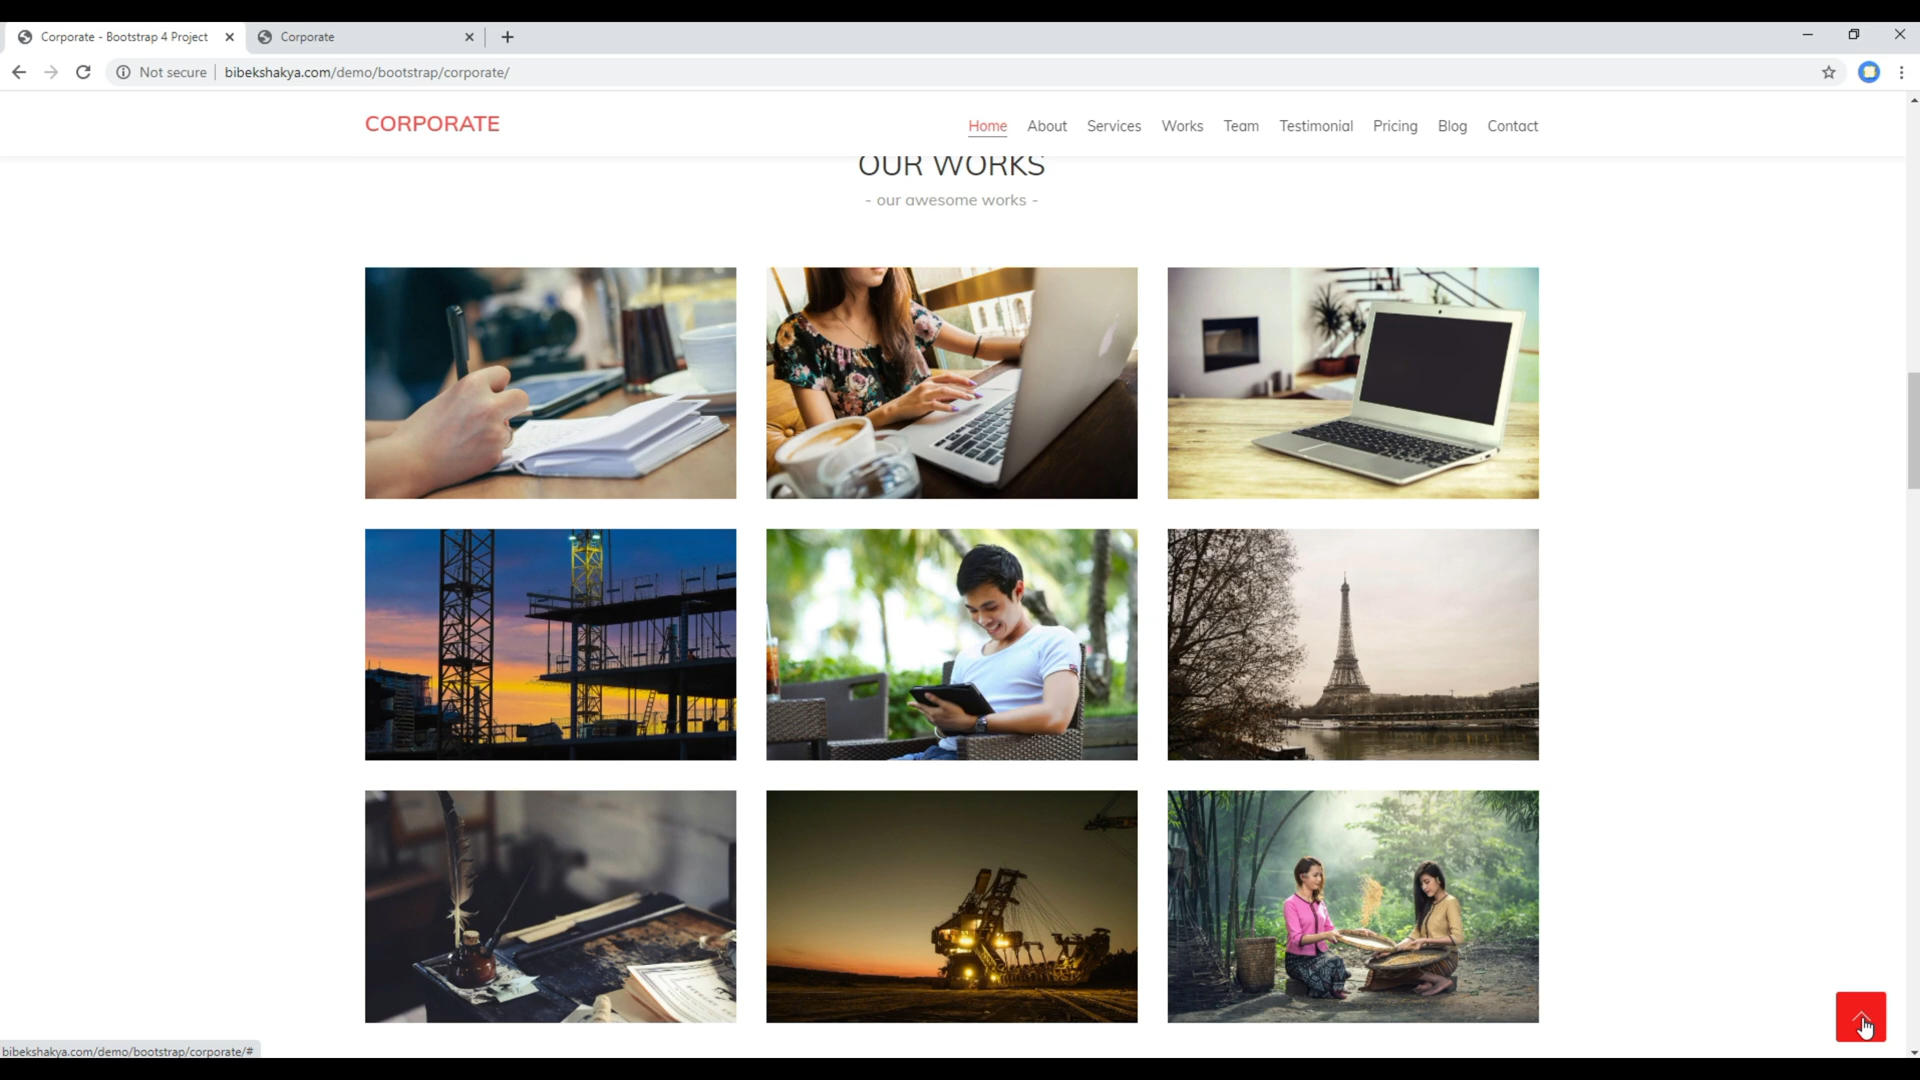 Corporate - Bootstrap 4 Project
Corporate
Not secure
bibekshakya.com/demo/bootstrap/corporate/
CORPORATE
Home
About
Services
Works
Team
Testimonial
Pricing
Blog
Contact
OUR WORKS
- our awesome works -
bibekshakya.com/demo/bootstrap/corporate/#